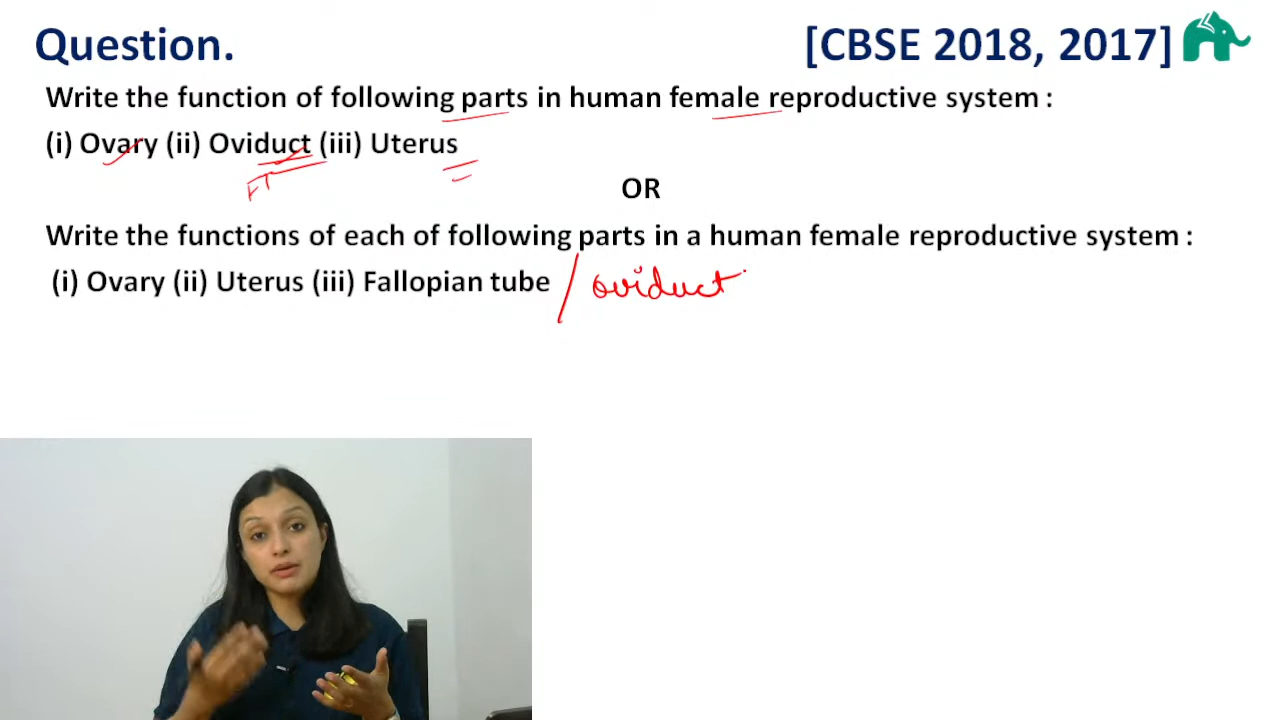 Question. [CBSE 2018, 2017]
Write the function of following parts in human female reproductive system :
(i) Ovary (ii) Oviduct (iii) Uterus
FT
OR
Write the functions of each of following parts in a human female reproductive system :
(i) Ovary (ii) Uterus (iii) Fallopian tube / oviduct